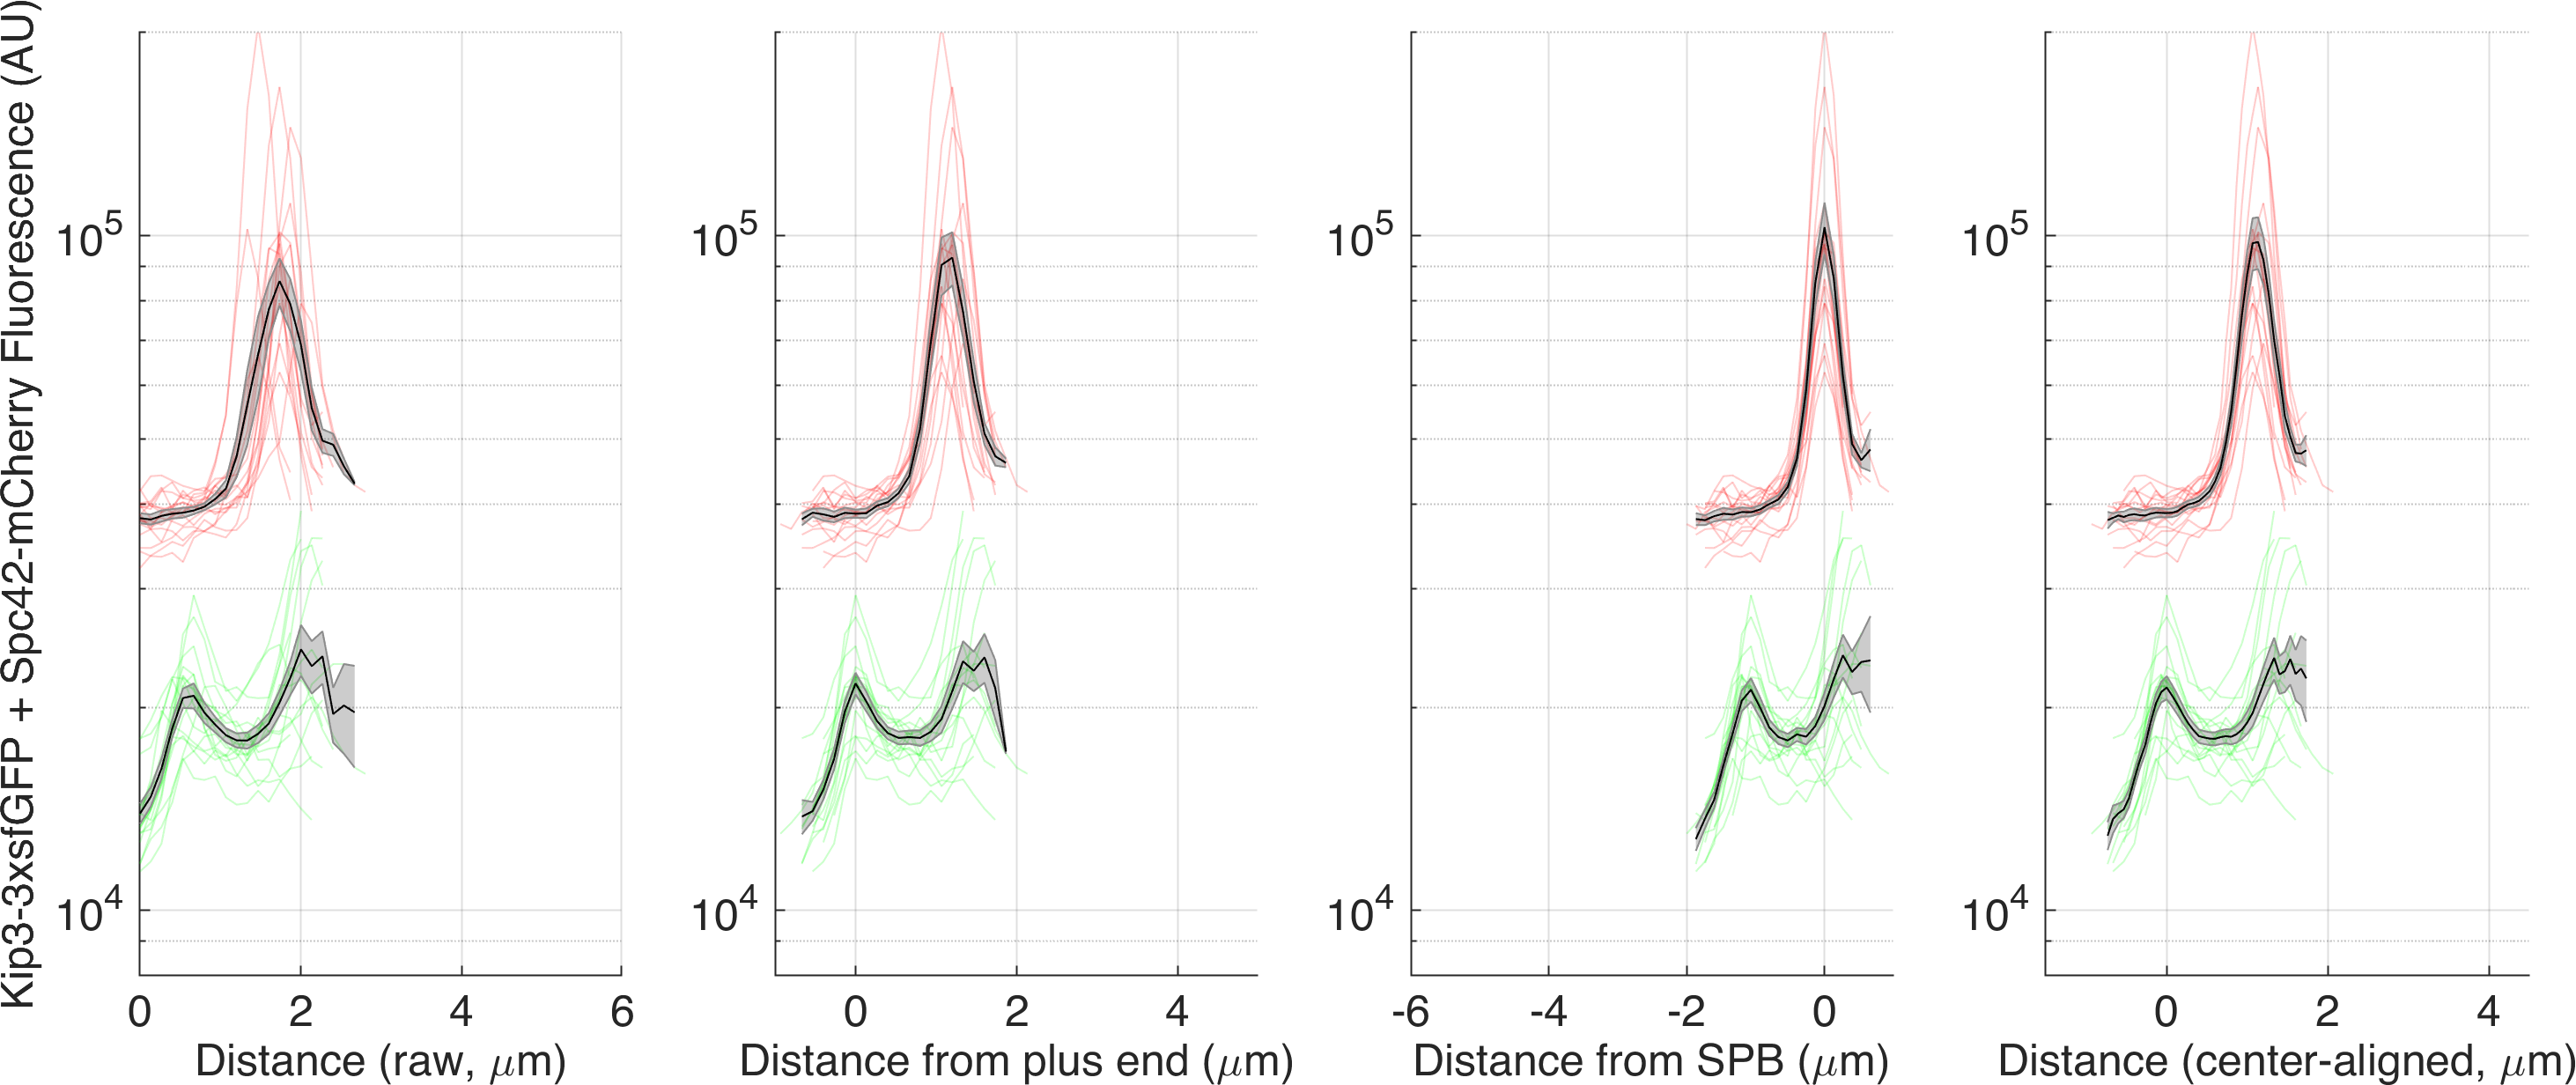 Kip3-3xsfGFP + Spc42-mCherry Fluorescence (AU)
10^5
10^4
0 2 4 6
Distance (raw, μm)
10^5
10^4
0 2 4
Distance from plus end (μm)
10^5
10^4
-6 -4 -2 0
Distance from SPB (μm)
10^5
10^4
0 2 4
Distance (center-aligned, μm)